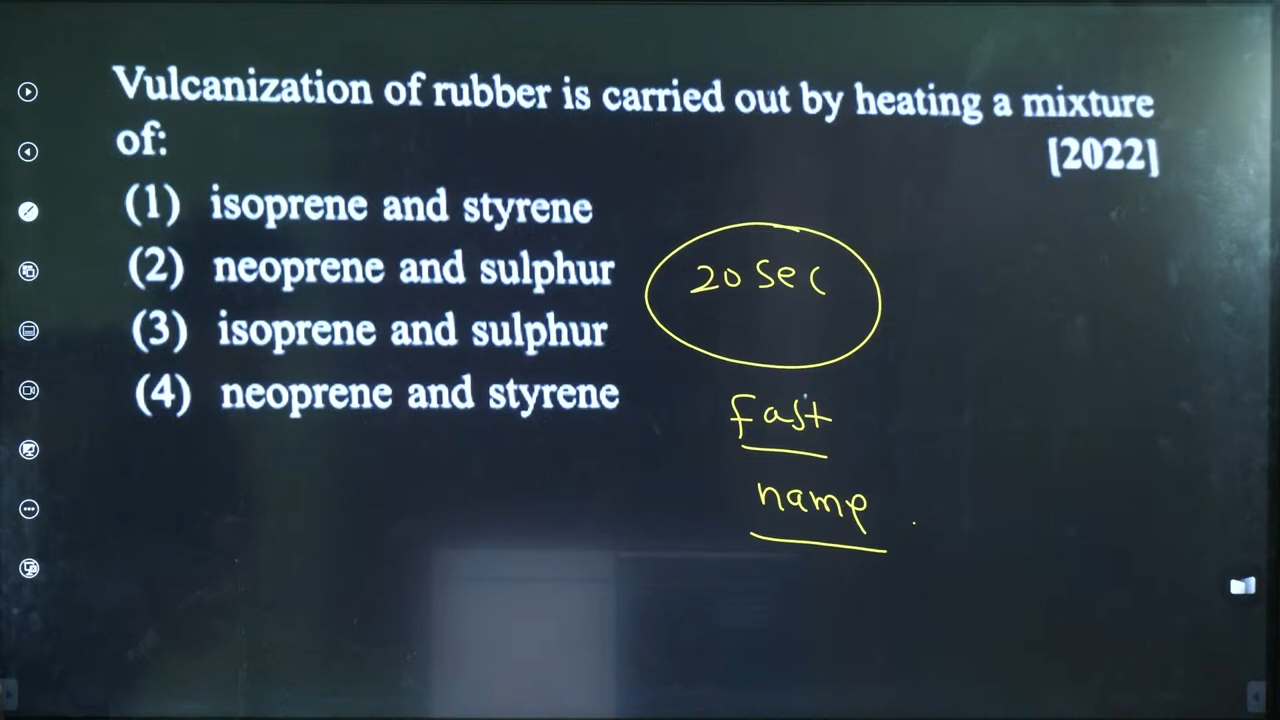 Vulcanization of rubber is carried out by heating a mixture
of:
[2022]
(1) isoprene and styrene
(2) neoprene and sulphur
(3) isoprene and sulphur
(4) neoprene and styrene
20 Sec
fast
name